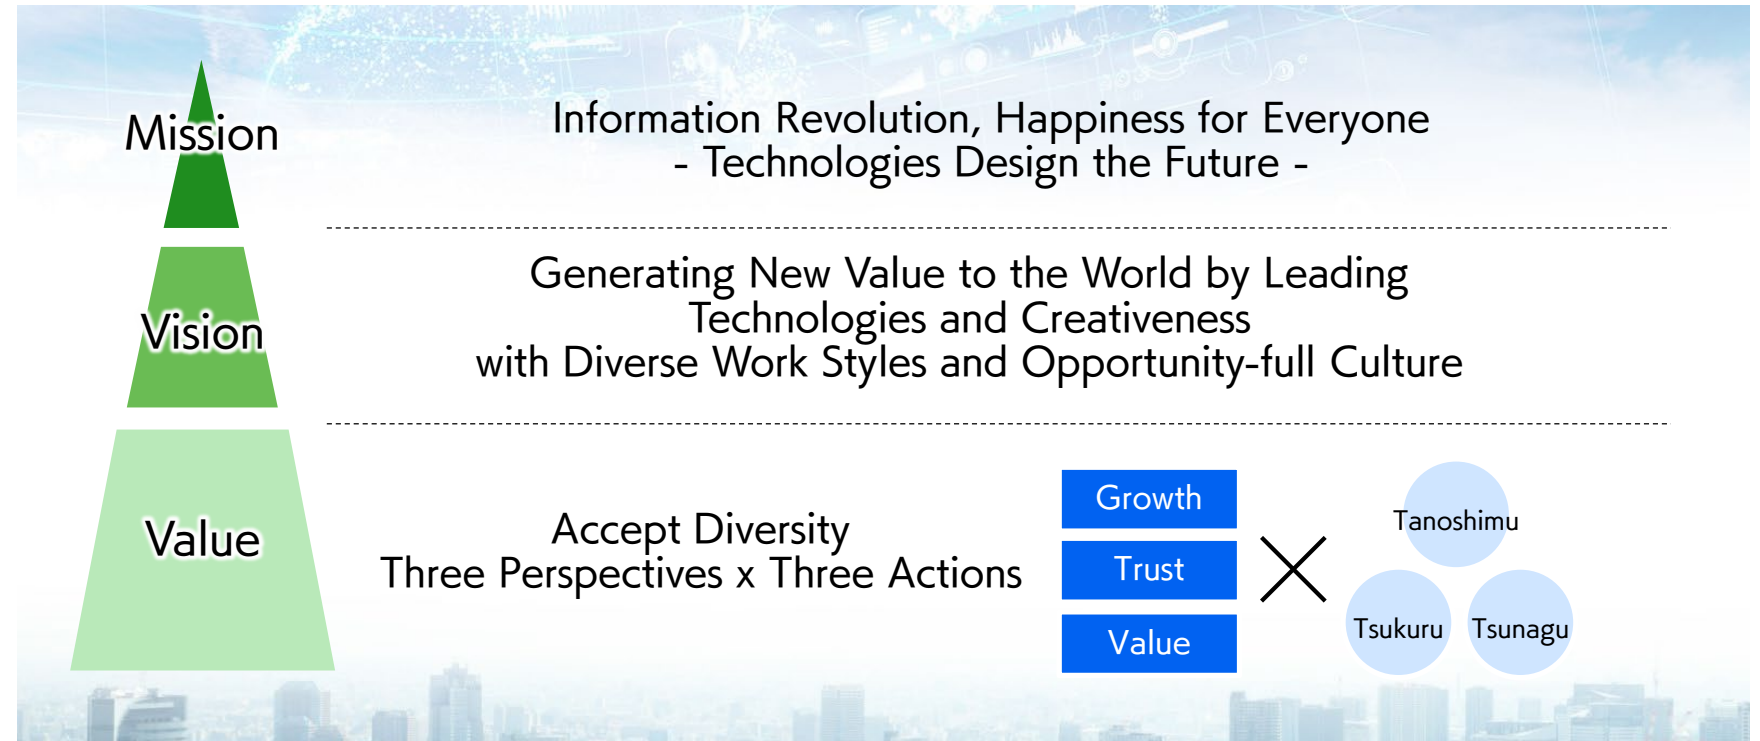 Mission
Information Revolution, Happiness for Everyone
- Technologies Design the Future -
Vision
Generating New Value to the World by Leading
Technologies and Creativeness
with Diverse Work Styles and Opportunity-full Culture
Value
Accept Diversity
Three Perspectives x Three Actions
Growth
Trust
Value
Tanoshimu
Tsukuru
Tsunagu